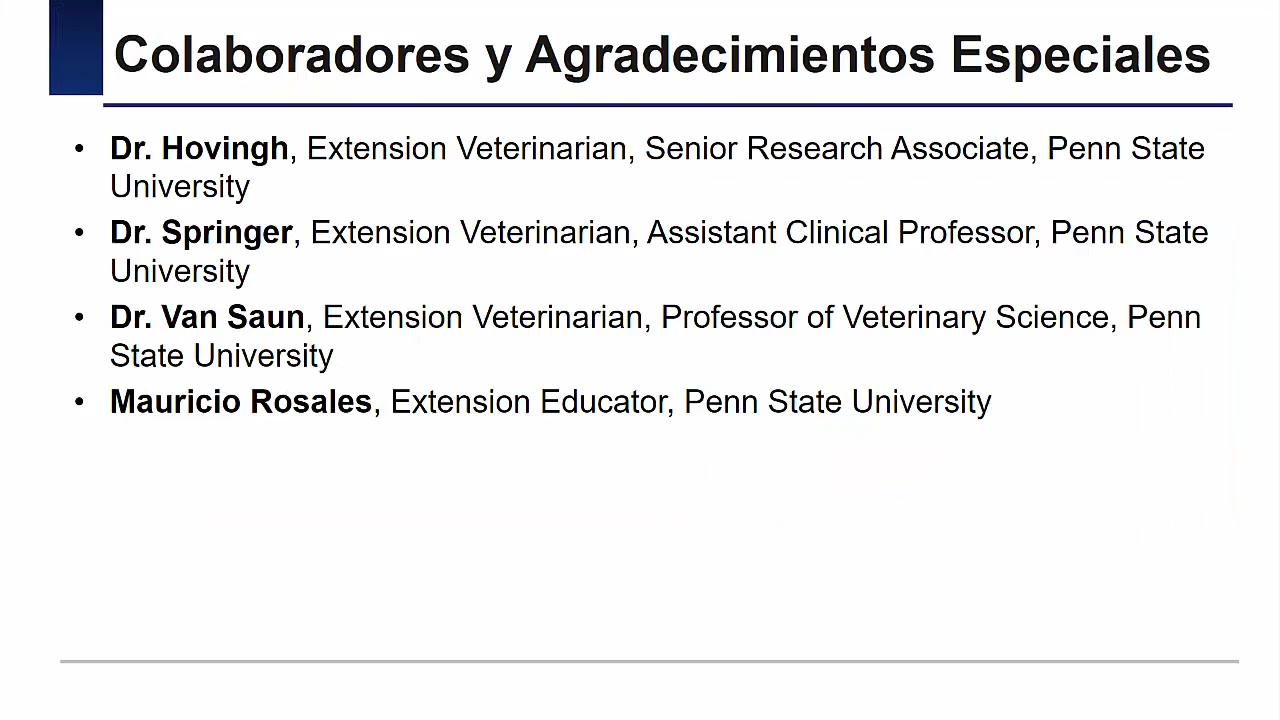 Colaboradores y Agradecimientos Especiales
• Dr. Hovingh, Extension Veterinarian, Senior Research Associate, Penn State
University
• Dr. Springer, Extension Veterinarian, Assistant Clinical Professor, Penn State
University
• Dr. Van Saun, Extension Veterinarian, Professor of Veterinary Science, Penn
State University
• Mauricio Rosales, Extension Educator, Penn State University